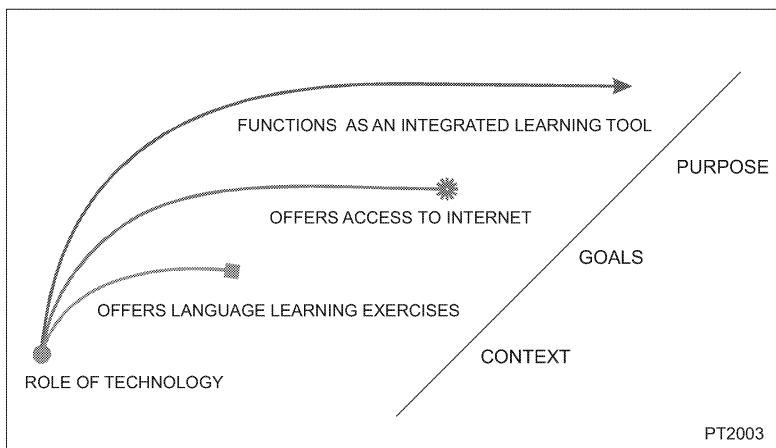 FUNCTIONS AS AN INTEGRATED LEARNING TOOL
PURPOSE
OFFERS ACCESS TO INTERNET
GOALS
OFFERS LANGUAGE LEARNING EXERCISES
CONTEXT
ROLE OF TECHNOLOGY
PT2003